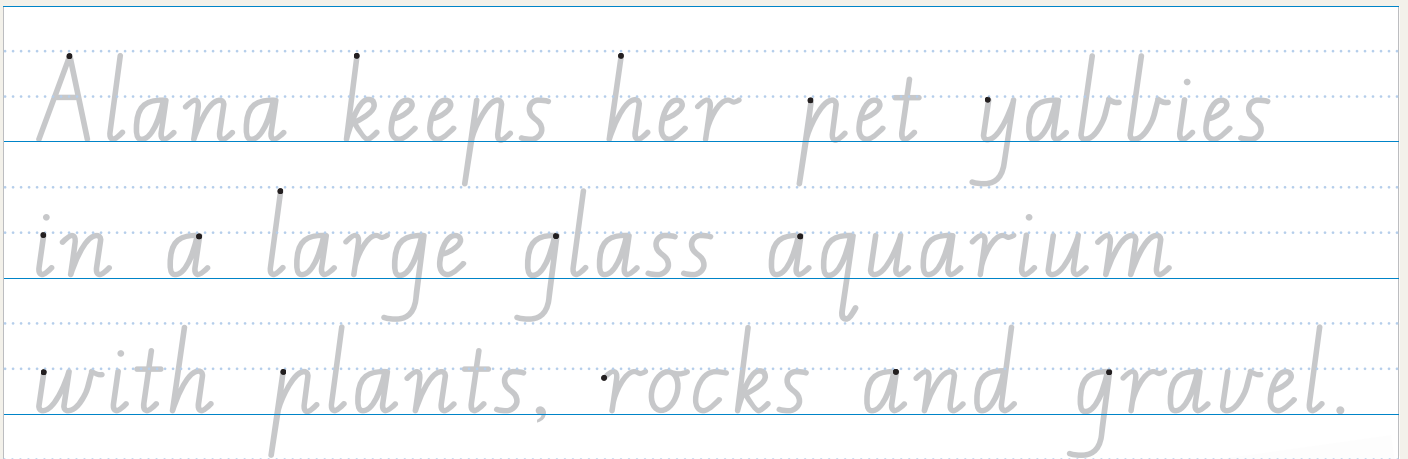 Alana keeps her pet yabbies
in a large glass aquarium
with plants, rocks and gravel.